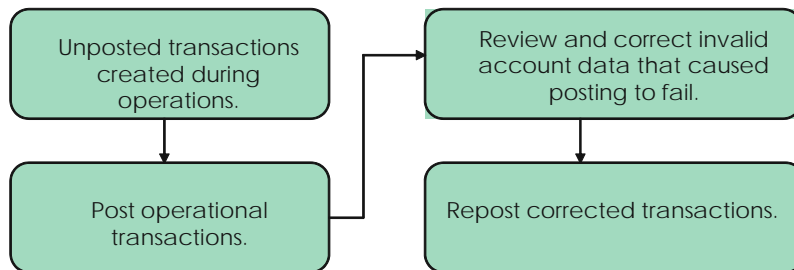 Unposted transactions
created during
operations.
Post operational
transactions.
Review and correct invalid
account data that caused
posting to fail.
Repost corrected transactions.